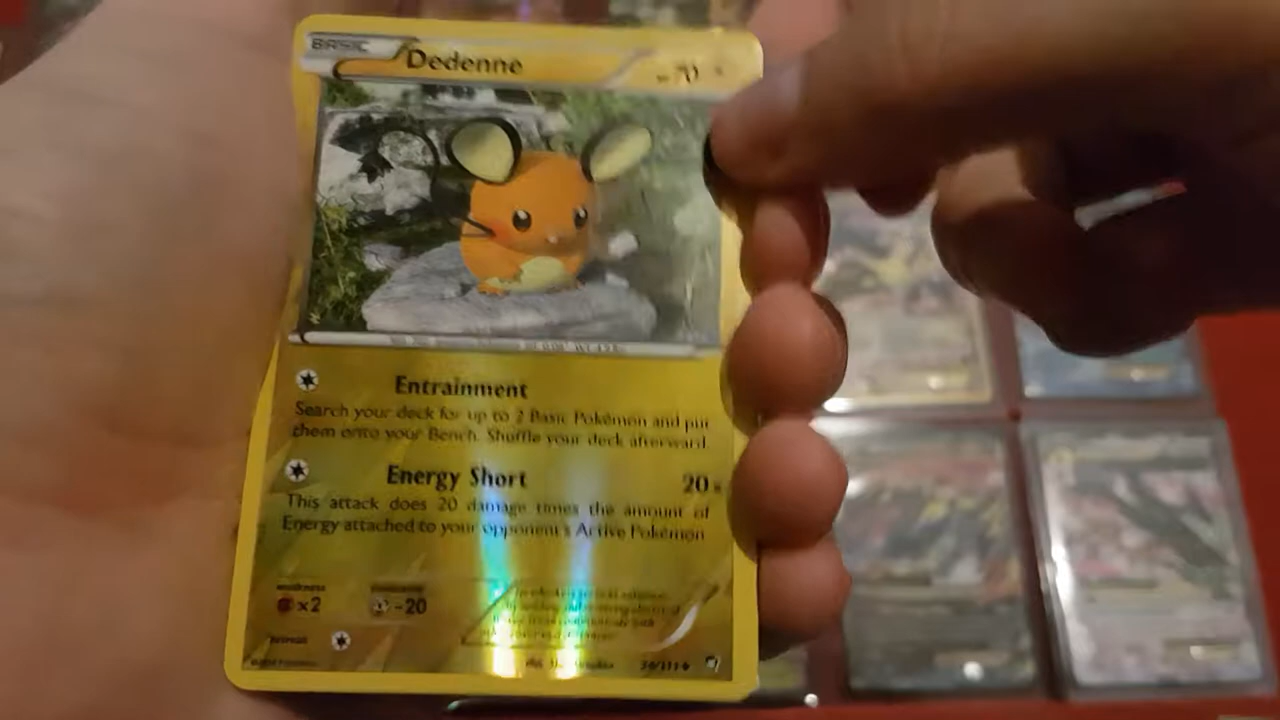 BASIC
Dedenne
HP 70
Entrainment
Search your deck for up to 2 Basic Pokémon and put
them onto your Bench. Shuffle your deck afterward.
Energy Short 20×
This attack does 20 damage times the amount of
Energy attached to your opponent's Active Pokémon
weakness
×2
resistance
-20
retreat